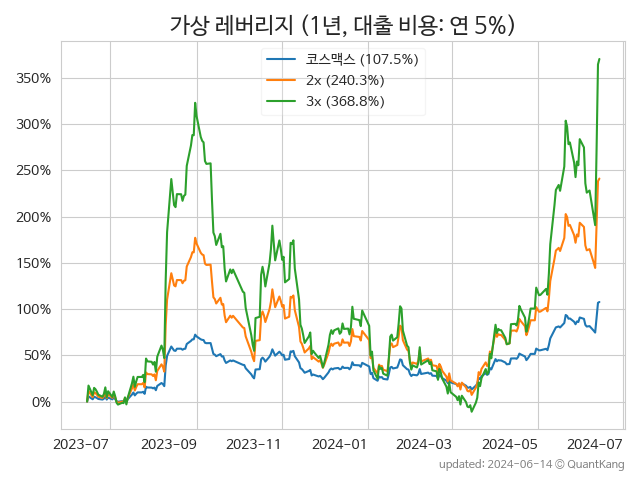 가상 레버리지 (1년, 대출 비용: 연 5%)
코스맥스 (107.5%)
2x (240.3%)
3x (368.8%)
350%
300%
250%
200%
150%
100%
50%
0%
2023-07 2023-09 2023-11 2024-01 2024-03 2024-05 2024-07
updated: 2024-06-14 © QuantKang